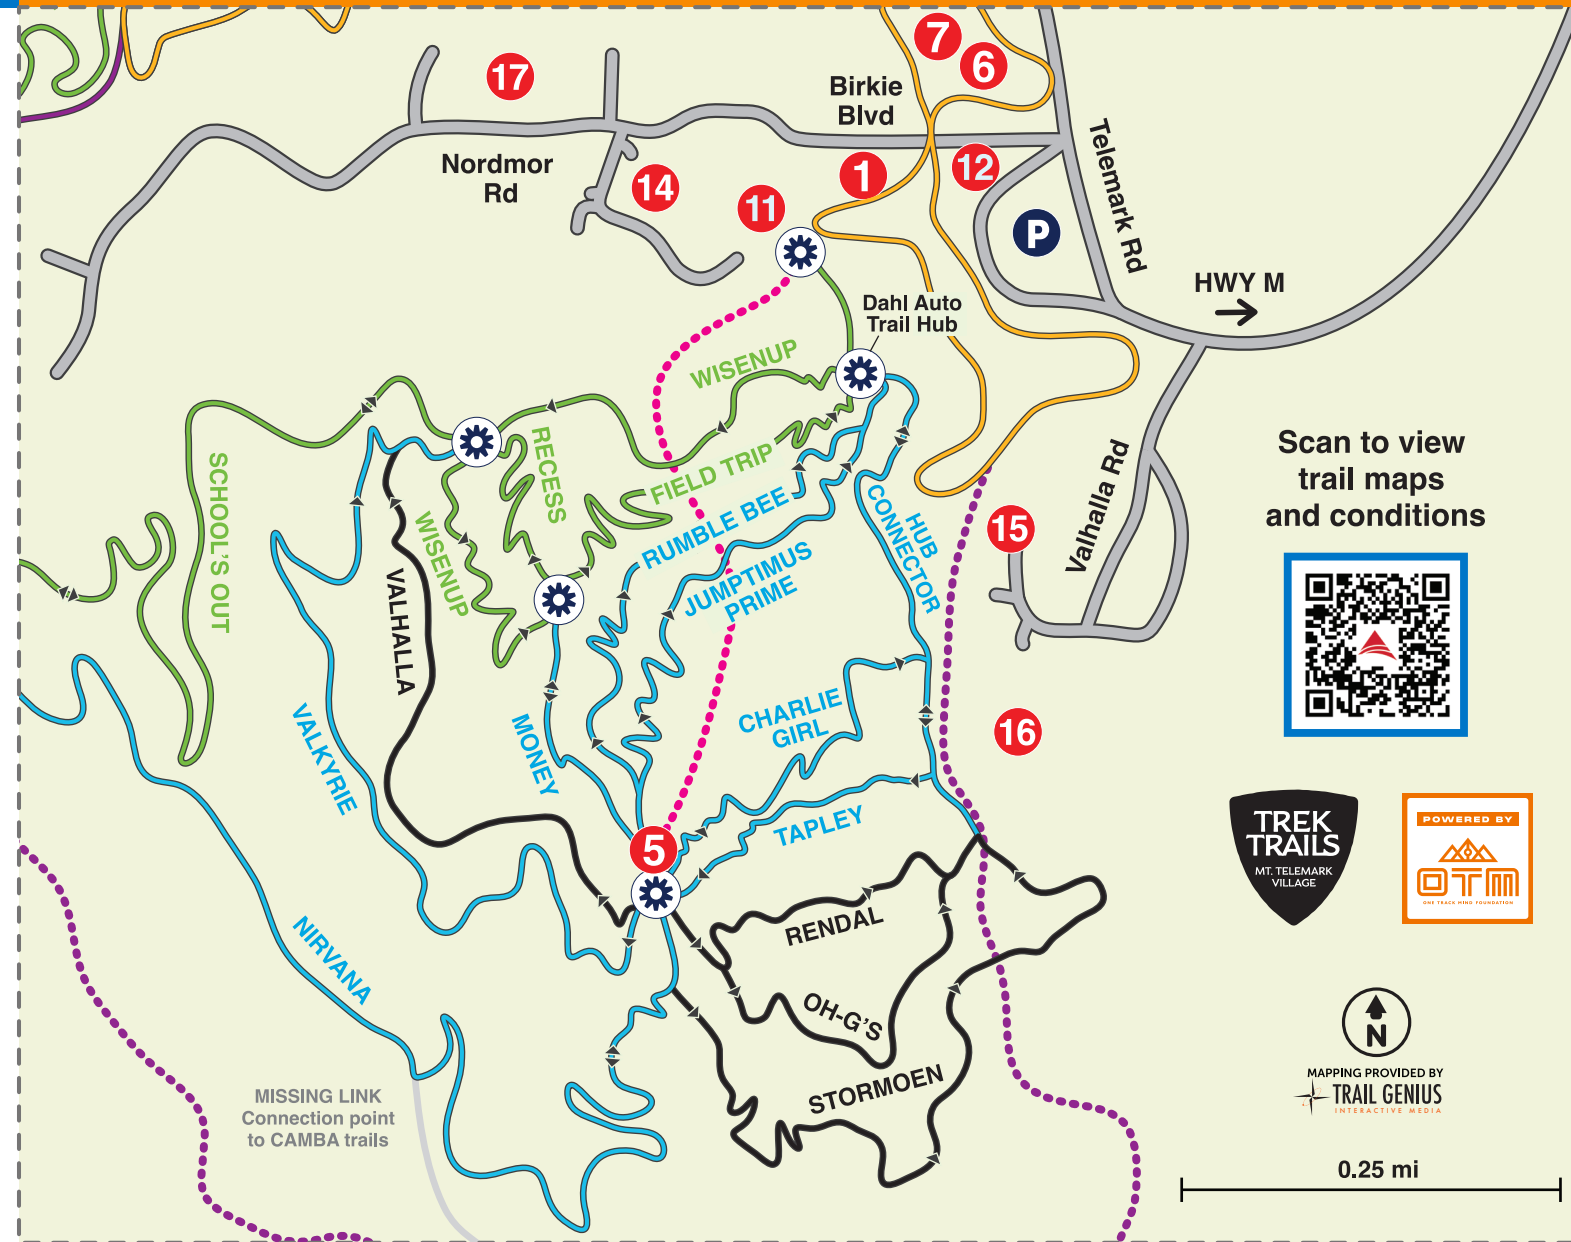 7
6
17
Birkie
Blvd
Telemark Rd
Nordmor
Rd
14
1
12
11
P
HWY M
Dahl Auto
Trail Hub
WISENUP
RECESS
FIELD TRIP
SCHOOL'S OUT
WISENUP
RUMBLE BEE
JUMPTIMUS
PRIME
HUB
CONNECTOR
15
Valhalla Rd
Scan to view
trail maps
and conditions
VALHALLA
VALKYRIE
MONEY
CHARLIE
GIRL
16
TAPLEY
5
TREK
TRAILS
MT. TELEMARK
VILLAGE
POWERED BY
OTM
ONE TRACK MIND FOUNDATION
RENDAL
NIRVANA
OH-G'S
STORMOEN
N
MAPPING PROVIDED BY
TRAIL GENIUS
INTERACTIVE MEDIA
MISSING LINK
Connection point
to CAMBA trails
0.25 mi